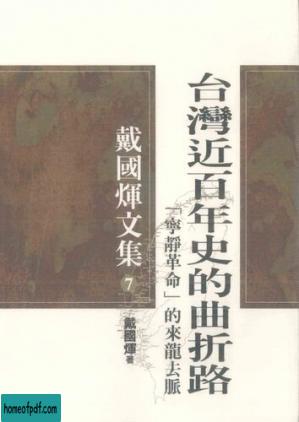 台灣近百年史的曲折路
「寧靜革命」的來龍去脈
戴國煇文集
7
戴國煇 著
homeofpdf.com